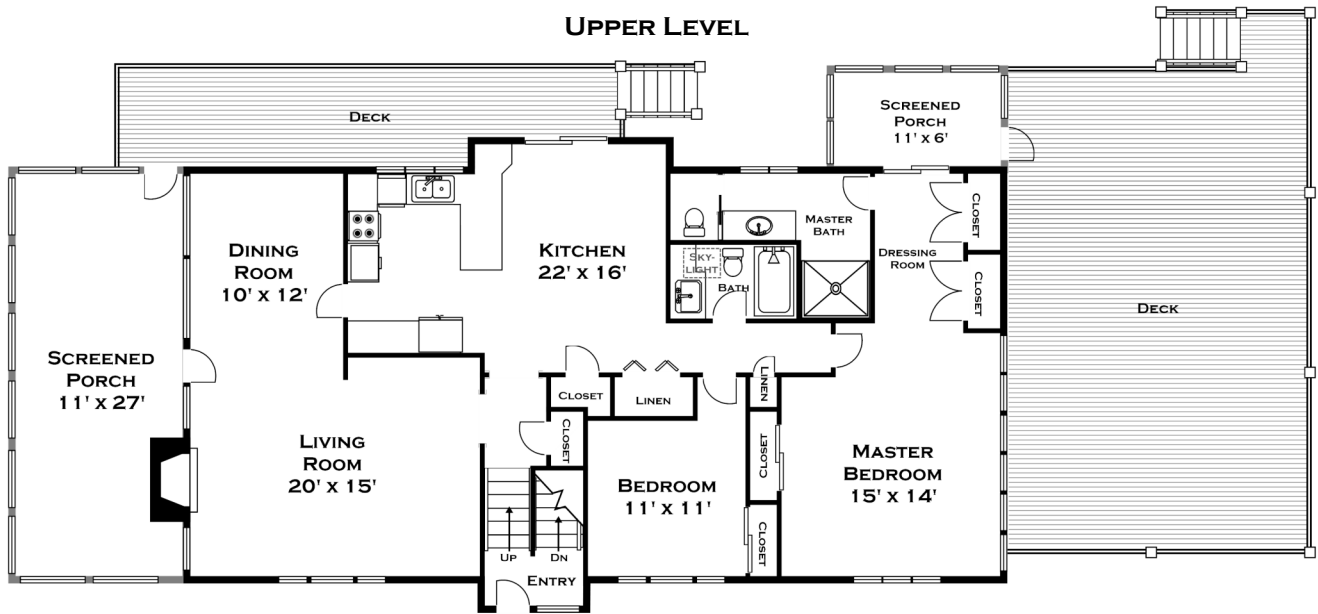 UPPER LEVEL
DECK
SCREENED
PORCH
11' X 6'
DINING
ROOM
10' X 12'
KITCHEN
22' X 16'
MASTER
BATH
SKY-
LIGHT
BATH
DRESSING
ROOM
CLOSET
CLOSET
DECK
SCREENED
PORCH
11' X 27'
LIVING
ROOM
20' X 15'
CLOSET
LINEN
LINEN
CLOSET
CLOSET
BEDROOM
11' X 11'
MASTER
BEDROOM
15' X 14'
CLOSET
UP
DN
ENTRY